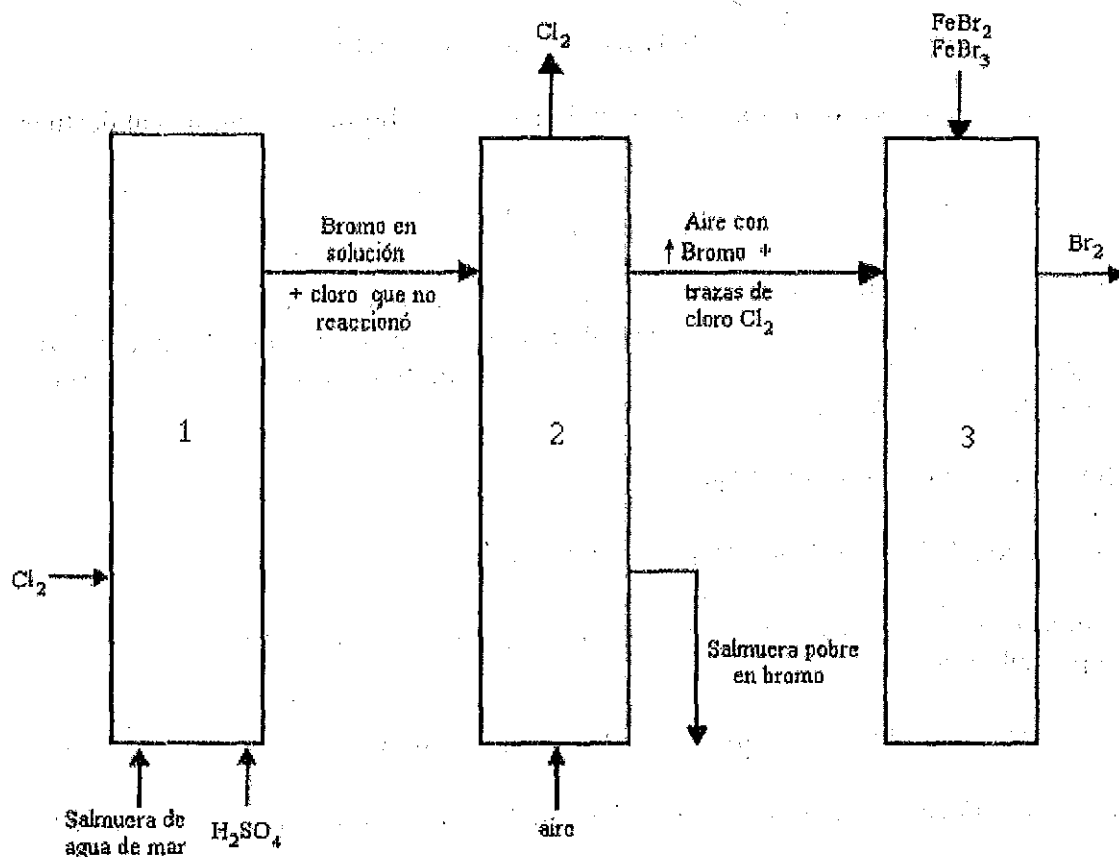 Cl₂
FeBr₂
FeBr₃
Bromo en
solución
+ cloro que no
reaccionó
Aire con
↑ Bromo +
trazas de
cloro Cl₂
Br₂
1
2
3
Cl₂
Salmuera pobre
en bromo
Salmuera de
agua de mar
H₂SO₄
aire